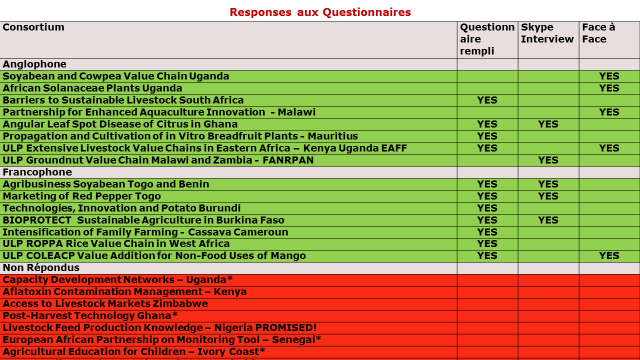 Responses aux Questionnaires
Consortium Questionn aire rempli Skype Interview Face à Face
Anglophone
Soyabean and Cowpea Value Chain Uganda YES
African Solanaceae Plants Uganda YES
Barriers to Sustainable Livestock South Africa YES
Partnership for Enhanced Aquaculture Innovation - Malawi YES
Angular Leaf Spot Disease of Citrus in Ghana YES YES
Propagation and Cultivation of in Vitro Breadfruit Plants - Mauritius YES
ULP Extensive Livestock Value Chains in Eastern Africa – Kenya Uganda EAFF YES YES
ULP Groundnut Value Chain Malawi and Zambia - FANRPAN YES
Francophone
Agribusiness Soyabean Togo and Benin YES YES
Marketing of Red Pepper Togo YES YES
Technologies, Innovation and Potato Burundi YES
BIOPROTECT Sustainable Agriculture in Burkina Faso YES YES
Intensification of Family Farming - Cassava Cameroun YES
ULP ROPPA Rice Value Chain in West Africa YES
ULP COLEACP Value Addition for Non-Food Uses of Mango YES YES
Non Répondus
Capacity Development Networks – Uganda*
Aflatoxin Contamination Management – Kenya
Access to Livestock Markets Zimbabwe
Post-Harvest Technology Ghana*
Livestock Feed Production Knowledge – Nigeria PROMISED!
European African Partnership on Monitoring Tool – Senegal*
Agricultural Education for Children – Ivory Coast*